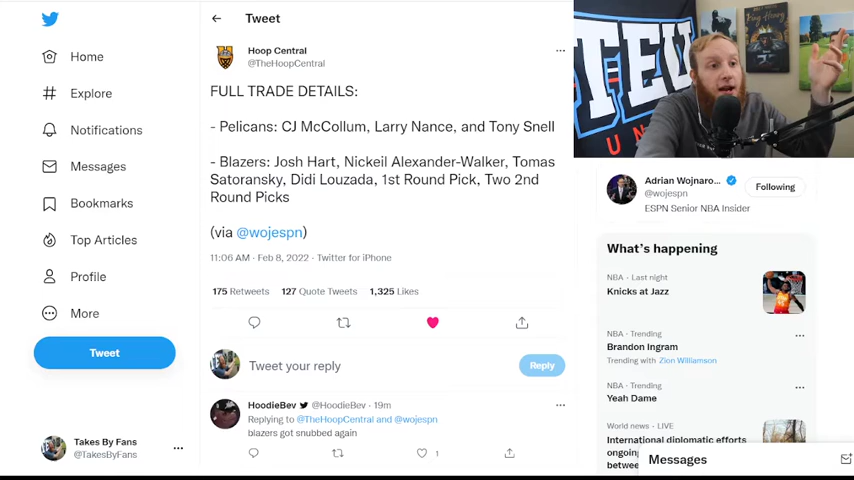 Home
Explore
Notifications
Messages
Bookmarks
Top Articles
Profile
More
Tweet
Takes By Fans
@TakesByFans
Tweet
Hoop Central
@TheHoopCentral
FULL TRADE DETAILS:
- Pelicans: CJ McCollum, Larry Nance, and Tony Snell
- Blazers: Josh Hart, Nickeil Alexander-Walker, Tomas
Satoransky, Didi Louzada, 1st Round Pick, Two 2nd
Round Picks
(via @wojespn)
11:06 AM · Feb 8, 2022 · Twitter for iPhone
175 Retweets 127 Quote Tweets 1,325 Likes
Tweet your reply
Reply
HoodieBev @HoodieBev · 19m
Replying to @TheHoopCentral and @wojespn
blazers got snubbed again
1
TEU
UN
Adrian Wojnaro...
@wojespn
Following
ESPN Senior NBA Insider
What's happening
NBA · Last night
Knicks at Jazz
NBA · Trending
Brandon Ingram
Trending with Zion Williamson
NBA · Trending
Yeah Dame
World news · LIVE
International diplomatic efforts
ongoing
betwee
Messages